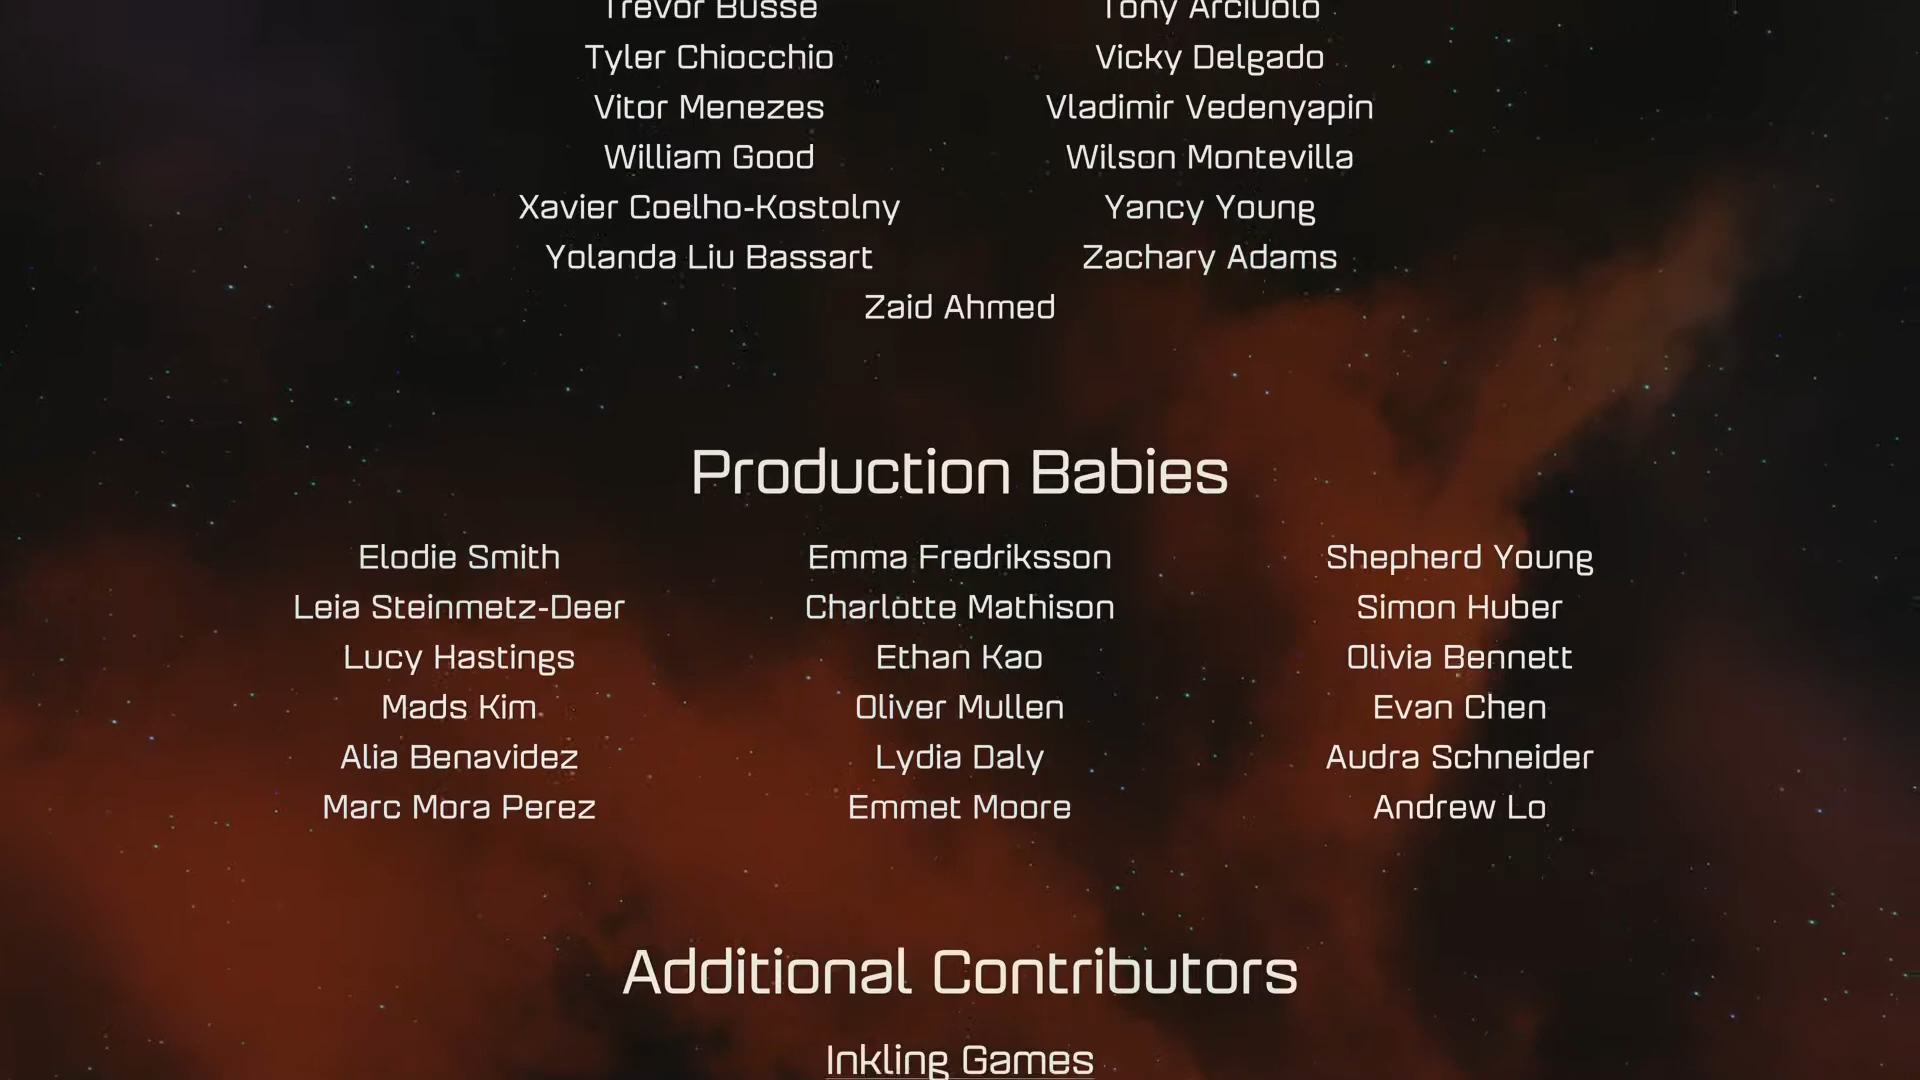 Trevor Busse Tony Arciuolo
Tyler Chiocchio Vicky Delgado
Vitor Menezes Vladimir Vedenyapin
William Good Wilson Montevilla
Xavier Coelho-Kostolny Yancy Young
Yolanda Liu Bassart Zachary Adams
Zaid Ahmed
Production Babies
Elodie Smith Emma Fredriksson Shepherd Young
Leia Steinmetz-Deer Charlotte Mathison Simon Huber
Lucy Hastings Ethan Kao Olivia Bennett
Mads Kim Oliver Mullen Evan Chen
Alia Benavidez Lydia Daly Audra Schneider
Marc Mora Perez Emmet Moore Andrew Lo
Additional Contributors
Inkling Games